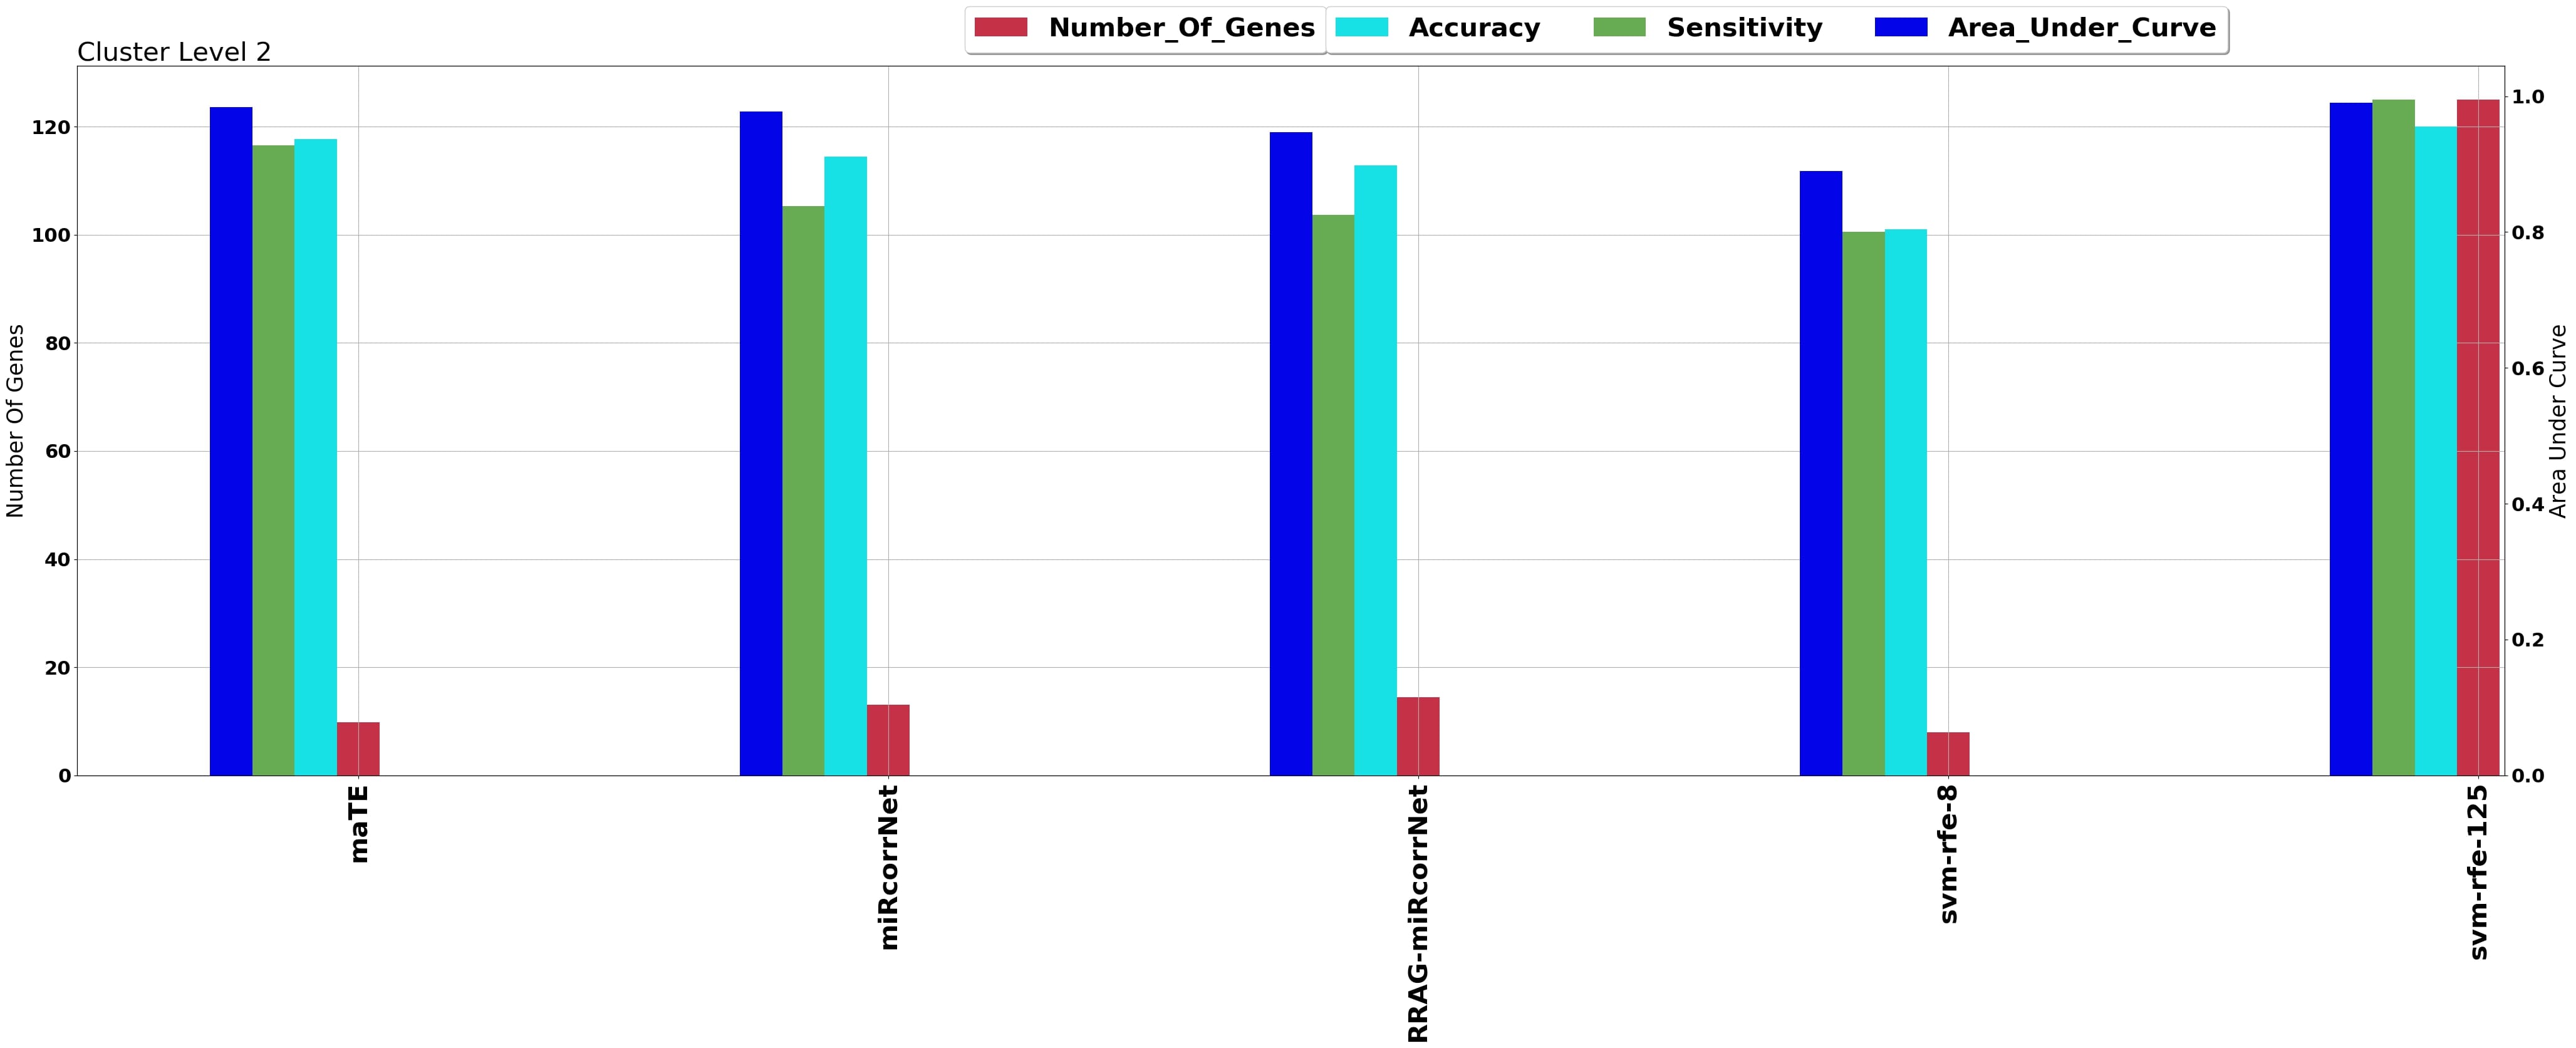 Number_Of_Genes Accuracy Sensitivity Area_Under_Curve
Cluster Level 2
Number Of Genes
120
100
80
60
40
20
0
1.0
0.8
0.6
0.4
0.2
0.0
Area Under Curve
maTE
miRcorrNet
RRAG-miRcorrNet
svm-rfe-8
svm-rfe-125